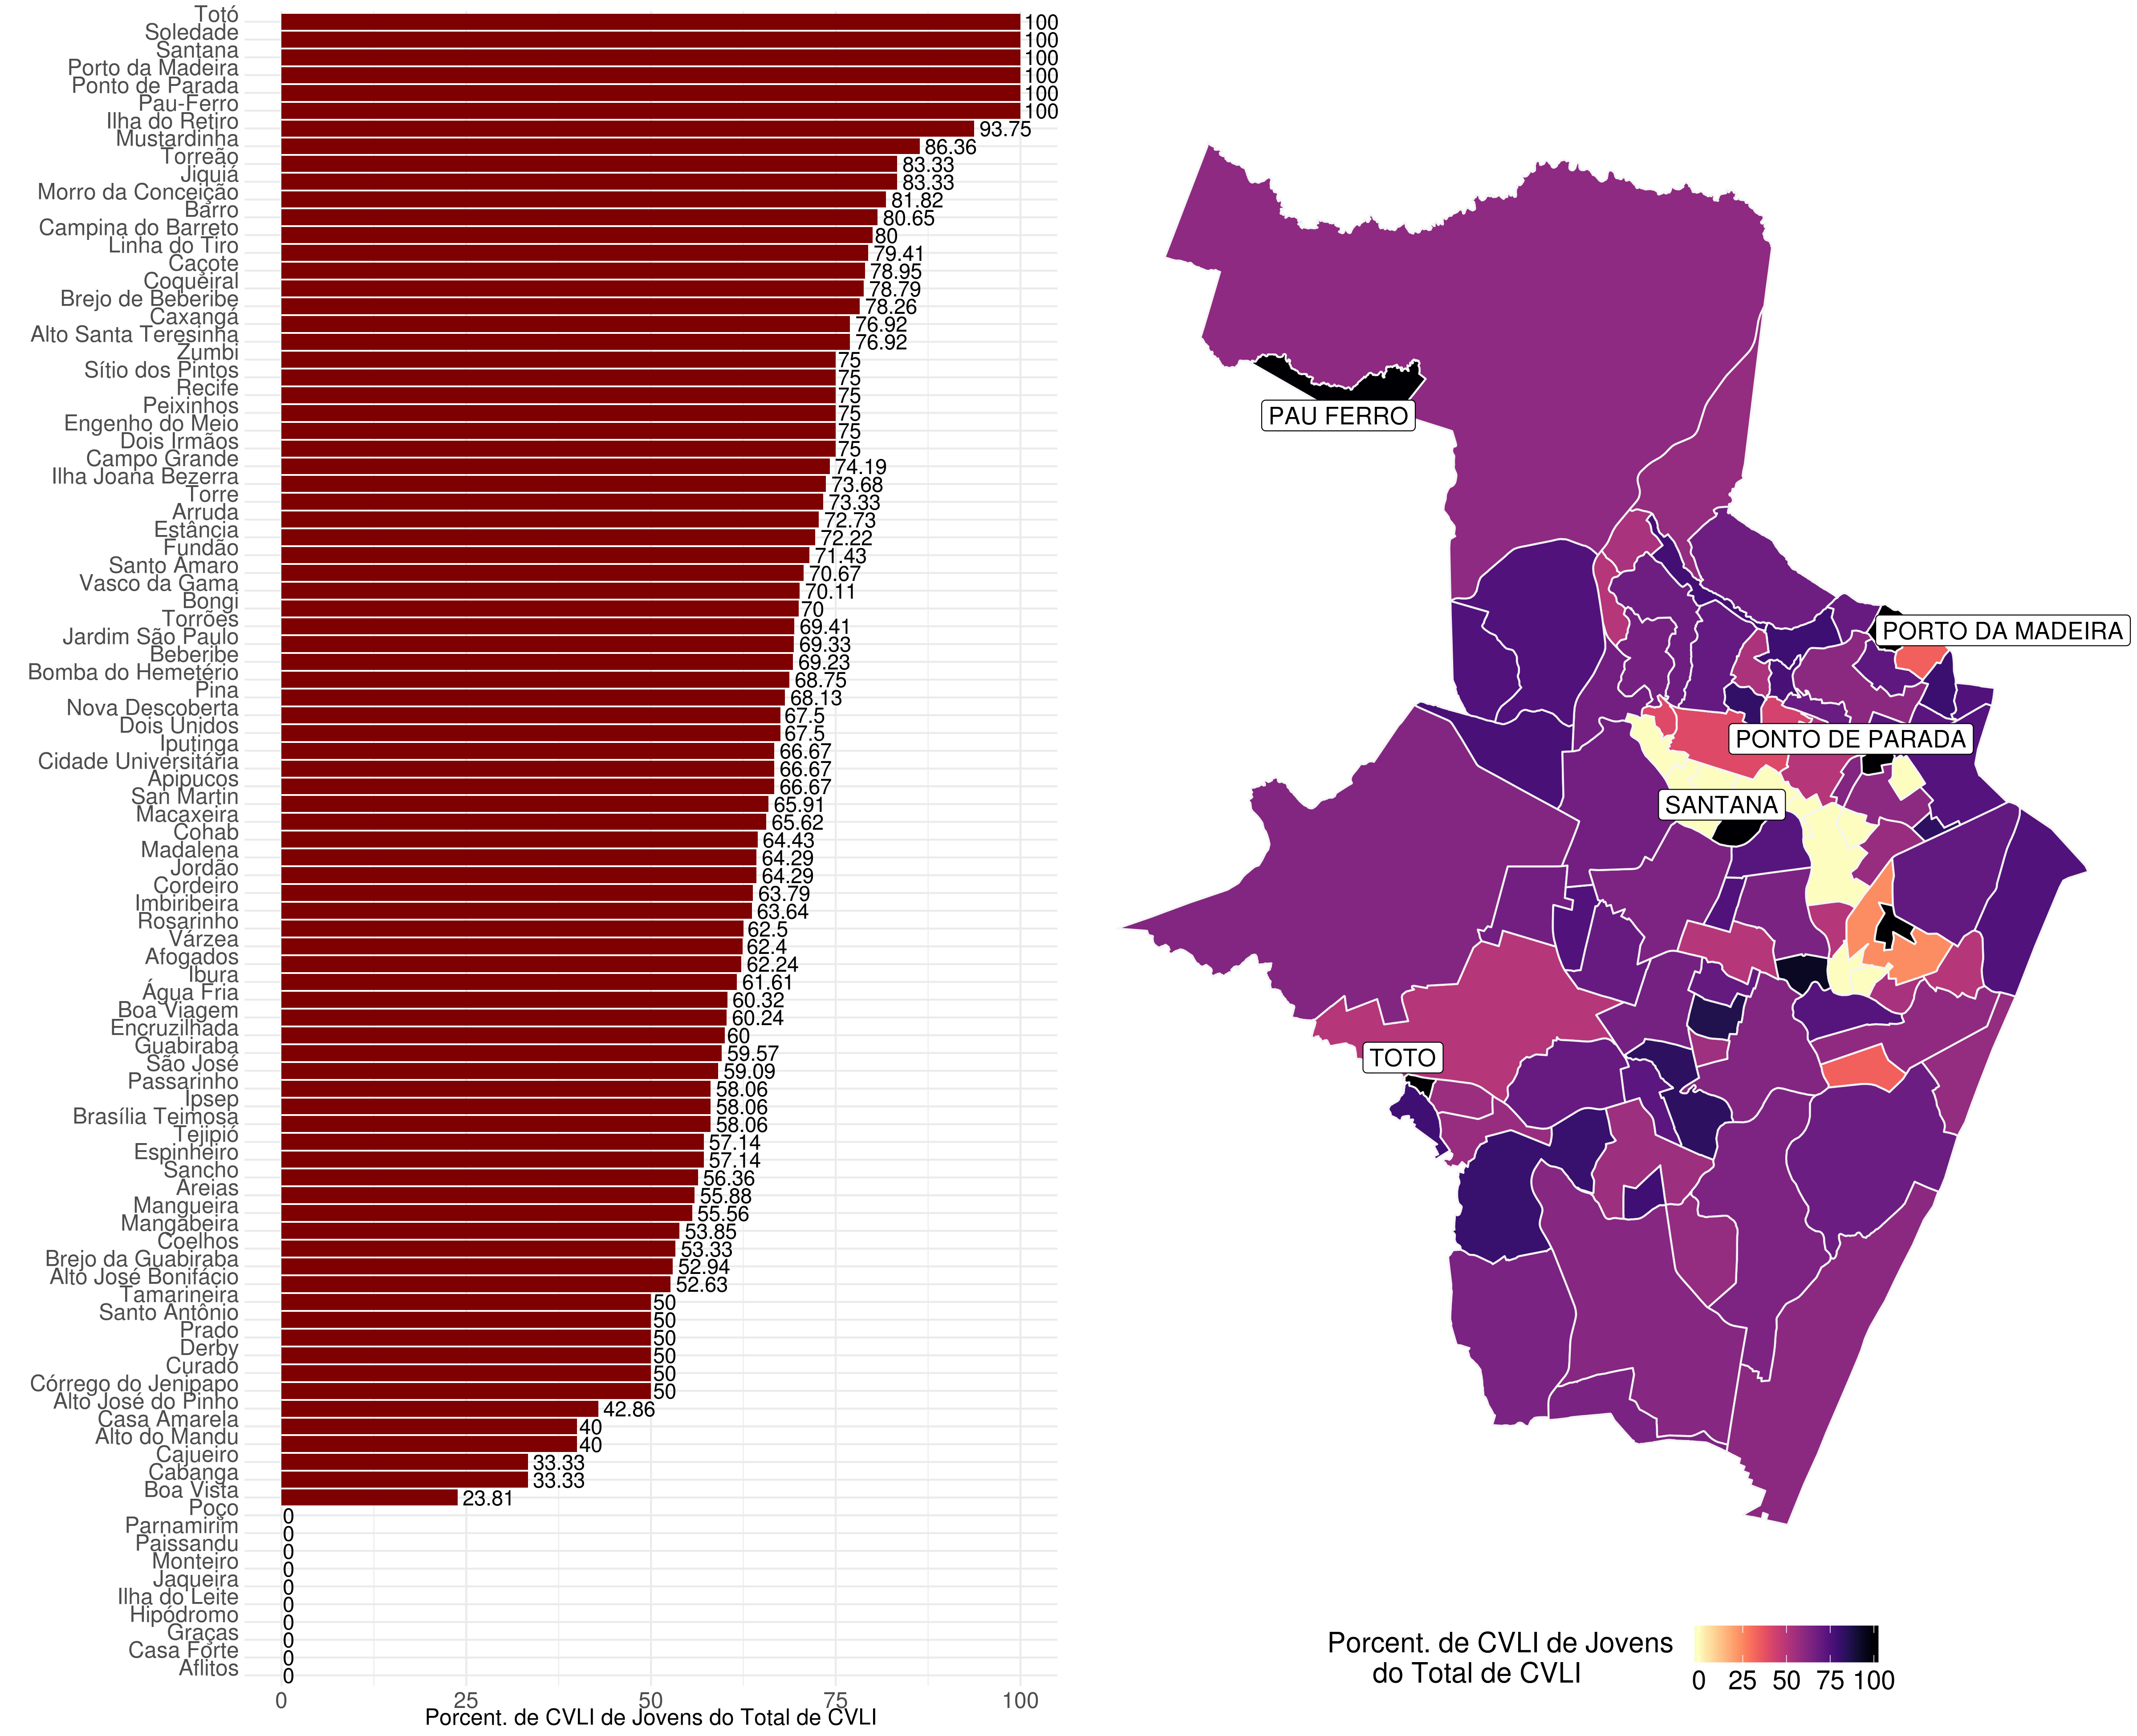 Totó 100
Soledade 100
Santana 100
Porto da Madeira 100
Ponto de Parada 100
Pau-Ferro 100
Ilha do Retiro 93.75
Mustardinha 86.36
Torreão 83.33
Jiquiá 83.33
Morro da Conceição 81.82
Barro 80.65
Campina do Barreto 80
Linha do Tiro 79.41
Caçote 78.95
Coqueiral 78.79
Brejo de Beberibe 78.26
Caxangá 76.92
Alto Santa Teresinha 76.92
Zumbi 75
Sítio dos Pintos 75
Recife 75
Peixinhos 75
Engenho do Meio 75
Dois Irmãos 75
Campo Grande 74.19
Ilha Joana Bezerra 73.68
Torre 73.33
Arruda 72.73
Estância 72.22
Fundão 71.43
Santo Amaro 70.67
Vasco da Gama 70.11
Bongi 70
Torrões 69.41
Jardim São Paulo 69.33
Beberibe 69.23
Bomba do Hemetério 68.75
Pina 68.13
Nova Descoberta 67.5
Dois Unidos 67.5
Iputinga 66.67
Cidade Universitária 66.67
Apipucos 66.67
San Martin 65.91
Macaxeira 65.62
Cohab 64.43
Madalena 64.29
Jordão 64.29
Cordeiro 63.79
Imbiribeira 63.64
Rosarinho 62.5
Várzea 62.4
Afogados 62.24
Ibura 61.61
Água Fria 60.32
Boa Viagem 60.24
Encruzilhada 60
Guabiraba 59.57
São José 59.09
Passarinho 58.06
Ipsep 58.06
Brasília Teimosa 58.06
Tejipió 57.14
Espinheiro 57.14
Sancho 56.36
Areias 55.88
Mangueira 55.56
Mangabeira 53.85
Coelhos 53.33
Brejo da Guabiraba 52.94
Alto José Bonifácio 52.63
Tamarineira 50
Santo Antônio 50
Prado 50
Derby 50
Curado 50
Córrego do Jenipapo 50
Alto José do Pinho 42.86
Casa Amarela 40
Alto do Mandu 40
Cajueiro 33.33
Cabanga 33.33
Boa Vista 23.81
Poço 0
Parnamirim 0
Paissandu 0
Monteiro 0
Jaqueira 0
Ilha do Leite 0
Hipódromo 0
Graças 0
Casa Forte 0
Aflitos 0
0 25 50 75 100
Porcent. de CVLI de Jovens do Total de CVLI
PAU FERRO
PORTO DA MADEIRA
PONTO DE PARADA
SANTANA
TOTO
Porcent. de CVLI de Jovens
do Total de CVLI
0 25 50 75 100